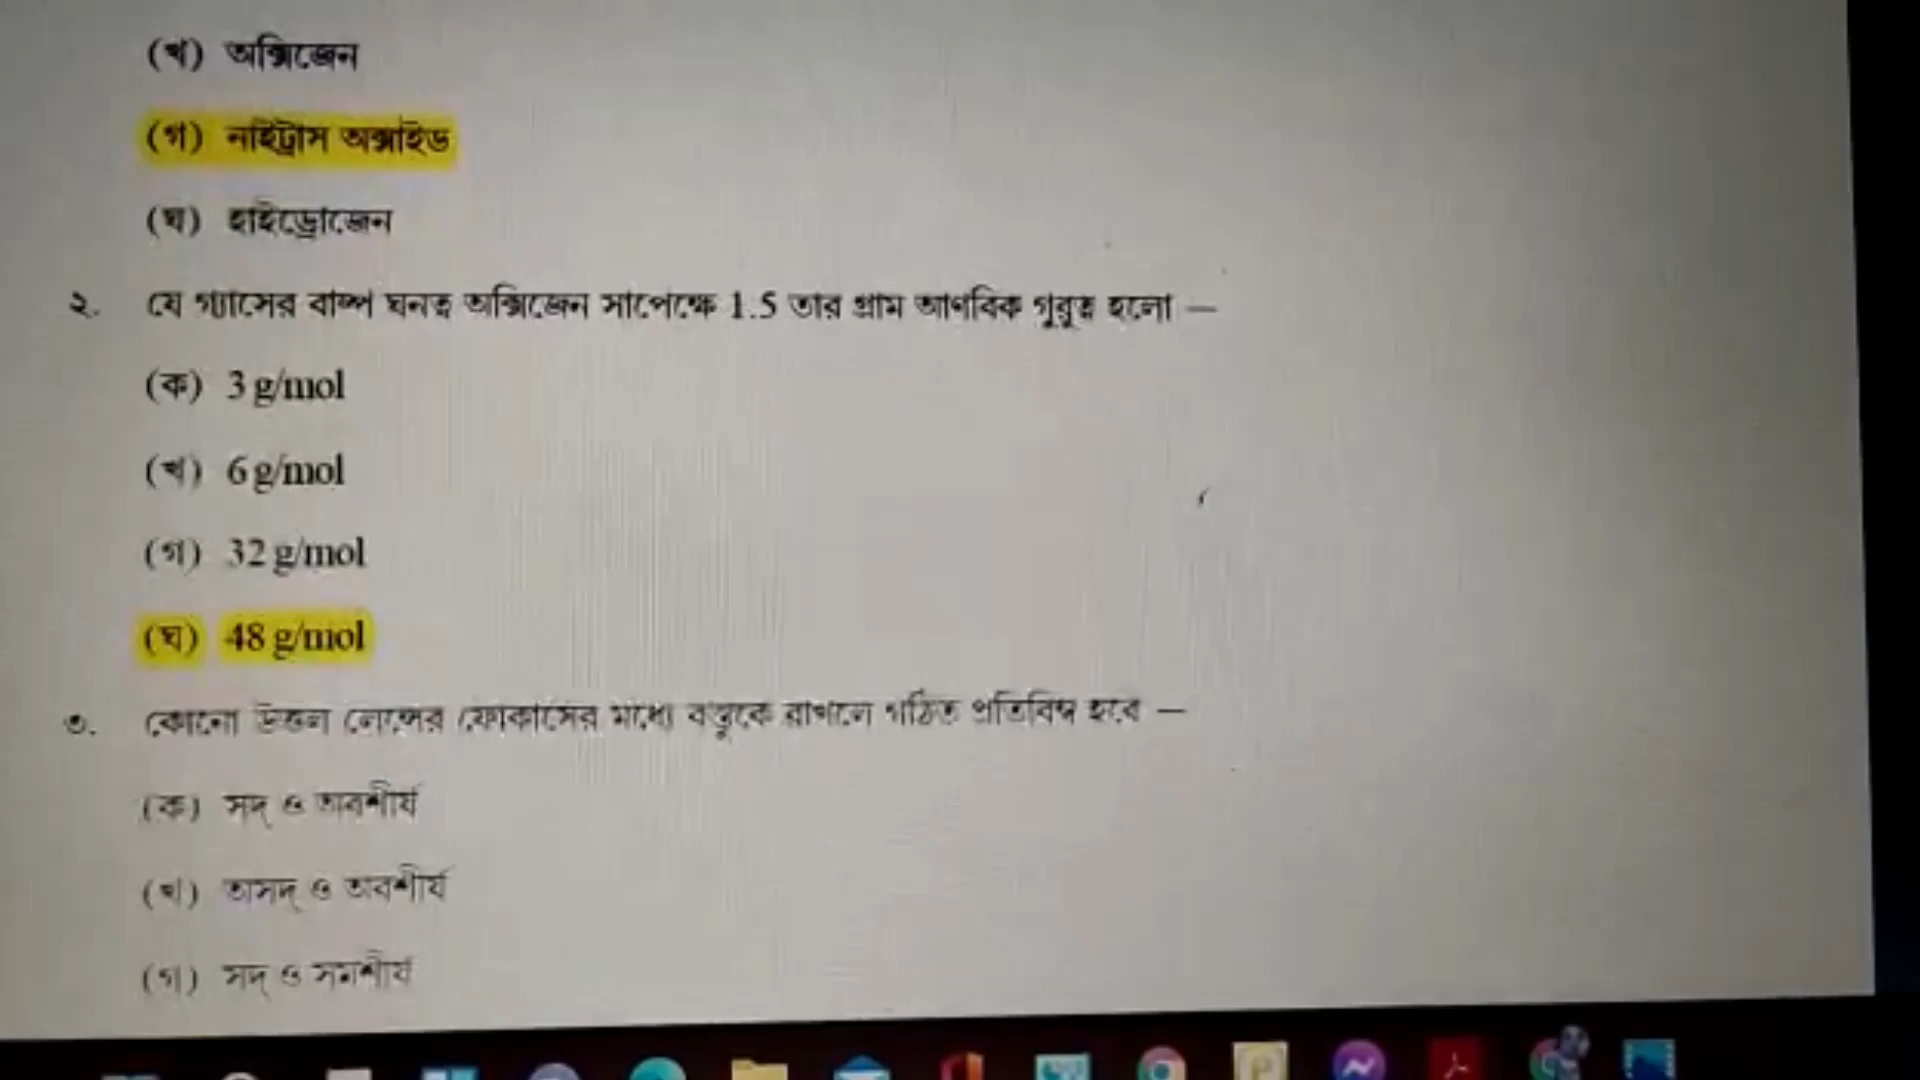 (খ) অক্সিজেন
(গ) নাইট্রাস অক্সাইড
(ঘ) হাইড্রোজেন
২. যে গ্যাসের বাষ্প ঘনত্ব অক্সিজেন সাপেক্ষে 1.5 তার গ্রাম আণবিক গুরুত্ব হলো —
(ক) 3 g/mol
(খ) 6 g/mol
(গ) 32 g/mol
(ঘ) 48 g/mol
৩. কোনো উত্তল লেন্সের ফোকাসের মধ্যে বস্তুকে রাখলে গঠিত প্রতিবিম্ব হবে —
(ক) সদ্ ও অবশীর্ষ
(খ) অসদ্ ও অবশীর্ষ
(গ) সদ্ ও সমশীর্ষ